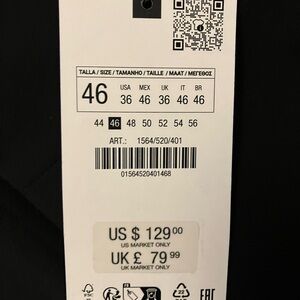 TALLA / SIZE / TAMANHO / TAILLE / MAAT / ΜΕΓΕΘΟΣ
46 USA MEX UK IT BR
36 46 36 46 46
44 46 48 50 52 54 56
ART.: 1564/520/401
01564520401468
US $ 129 00
US MARKET ONLY
UK £ 79 99
UK MARKET ONLY
FSC
EAC